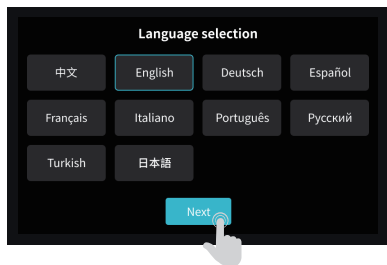 Language selection
中文 English Deutsch Español
Français Italiano Português Русский
Turkish 日本語
Next